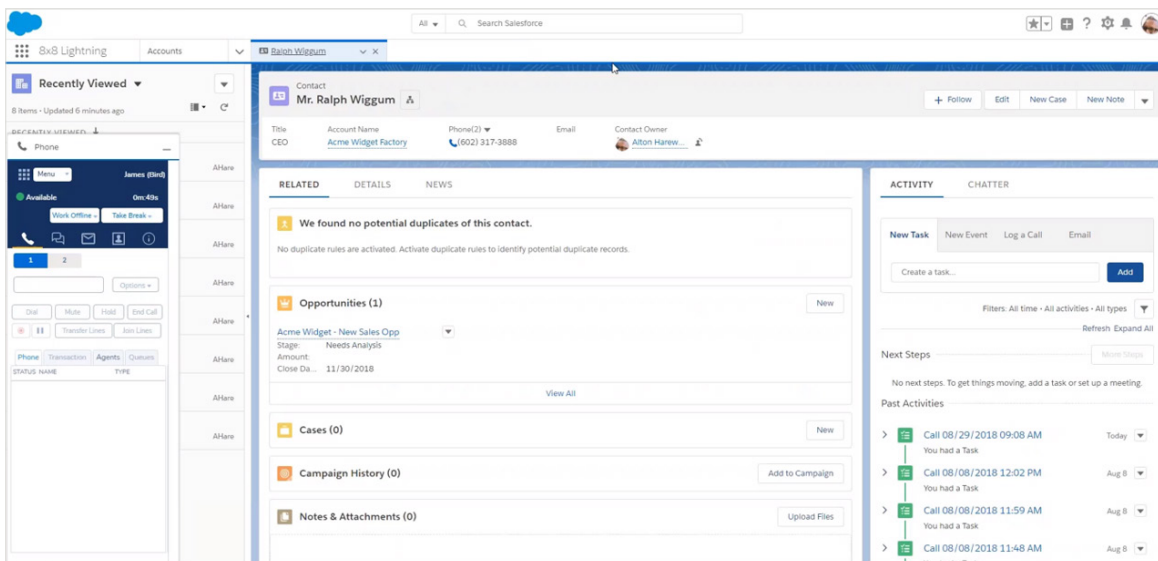 All Search Salesforce
8x8 Lightning Accounts Ralph Wiggum
Recently Viewed
8 Items • Updated 6 minutes ago
RECENTLY VIEWED
Phone
Menu James (Bird)
Available 0m:49s
Work Offline Take Break
1 2
Options
Dial Mute Hold End Call
Transfer Lines Join Lines
Phone Transaction Agents Queues
STATUS NAME TYPE
AHare
AHare
AHare
AHare
AHare
AHare
AHare
AHare
Contact
Mr. Ralph Wiggum
+ Follow Edit New Case New Note
Title Account Name Phone(2) Email Contact Owner
CEO Acme Widget Factory (602) 317-3888 Alton Harew...
RELATED DETAILS NEWS
We found no potential duplicates of this contact.
No duplicate rules are activated. Activate duplicate rules to identify potential duplicate records.
Opportunities (1) New
Acme Widget - New Sales Opp
Stage: Needs Analysis
Amount:
Close Da... 11/30/2018
View All
Cases (0) New
Campaign History (0) Add to Campaign
Notes & Attachments (0) Upload Files
ACTIVITY CHATTER
New Task New Event Log a Call Email
Create a task... Add
Filters: All time • All activities • All types
Refresh Expand All
Next Steps More Steps
No next steps. To get things moving, add a task or set up a meeting.
Past Activities
Call 08/29/2018 09:08 AM Today
You had a Task
Call 08/08/2018 12:02 PM Aug 8
You had a Task
Call 08/08/2018 11:59 AM Aug 8
You had a Task
Call 08/08/2018 11:48 AM Aug 8